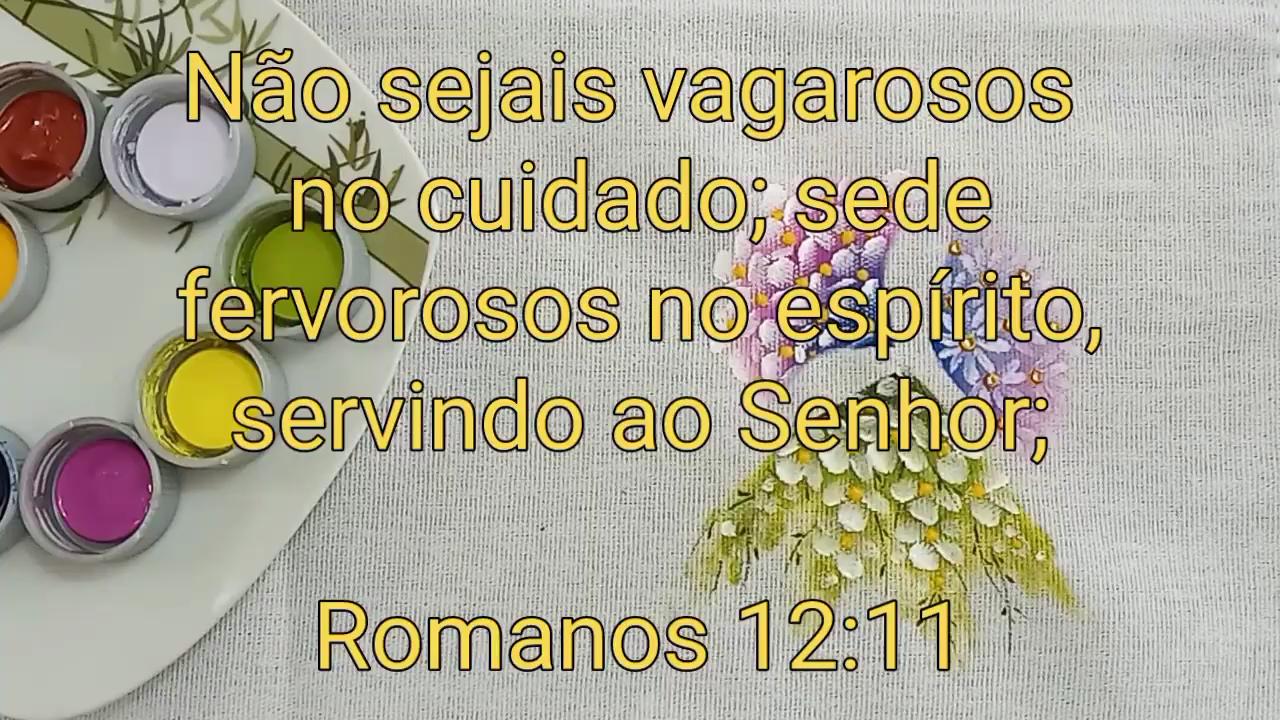 Não sejais vagarosos
no cuidado; sede
fervorosos no espírito,
servindo ao Senhor;
Romanos 12:11